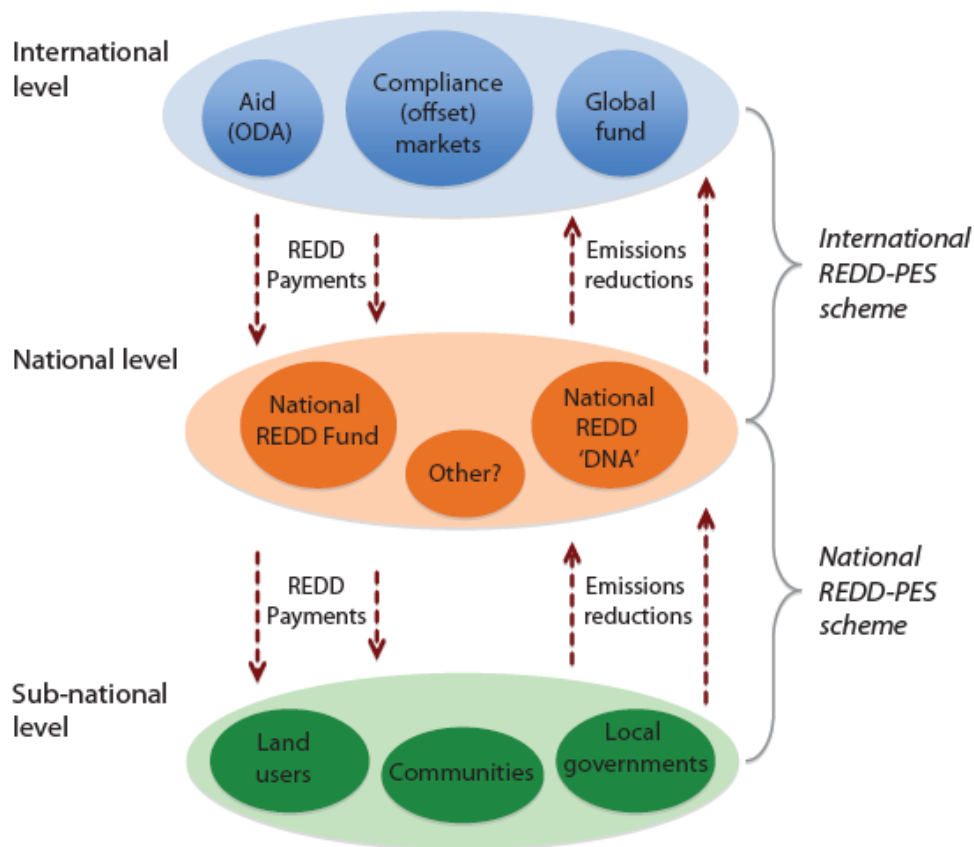 International
level
Aid
(ODA)
Compliance
(offset)
markets
Global
fund
REDD
Payments
Emissions
reductions
International
REDD-PES
scheme
National level
National
REDD Fund
Other?
National
REDD
‘DNA’
REDD
Payments
Emissions
reductions
National
REDD-PES
scheme
Sub-national
level
Land
users
Communities
Local
governments